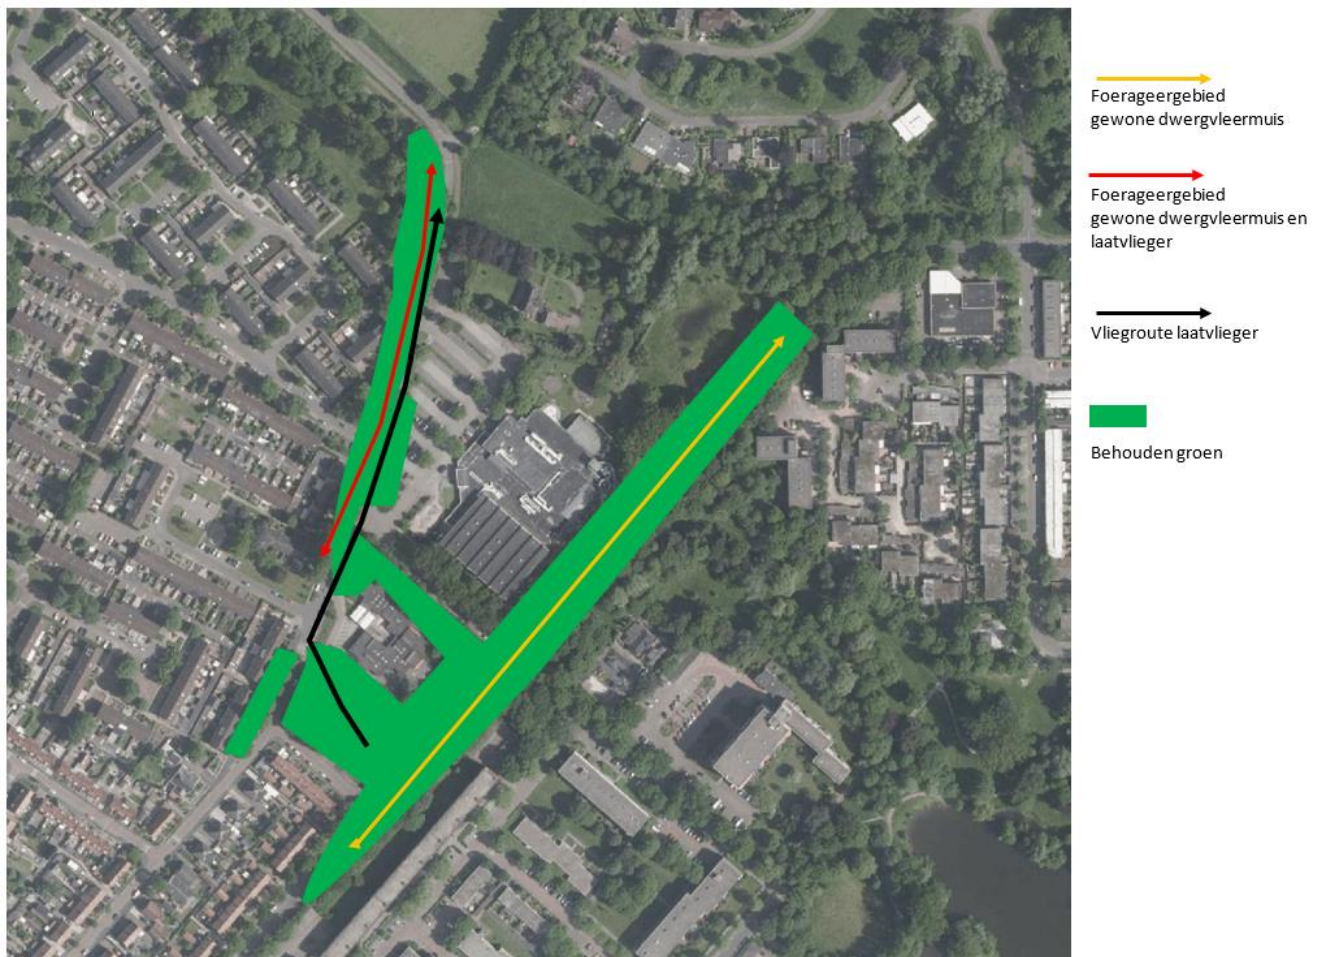 Foerageergebied
gewone dwergvleermuis
Foerageergebied
gewone dwergvleermuis en
laatvlieger
Vliegroute laatvlieger
Behouden groen